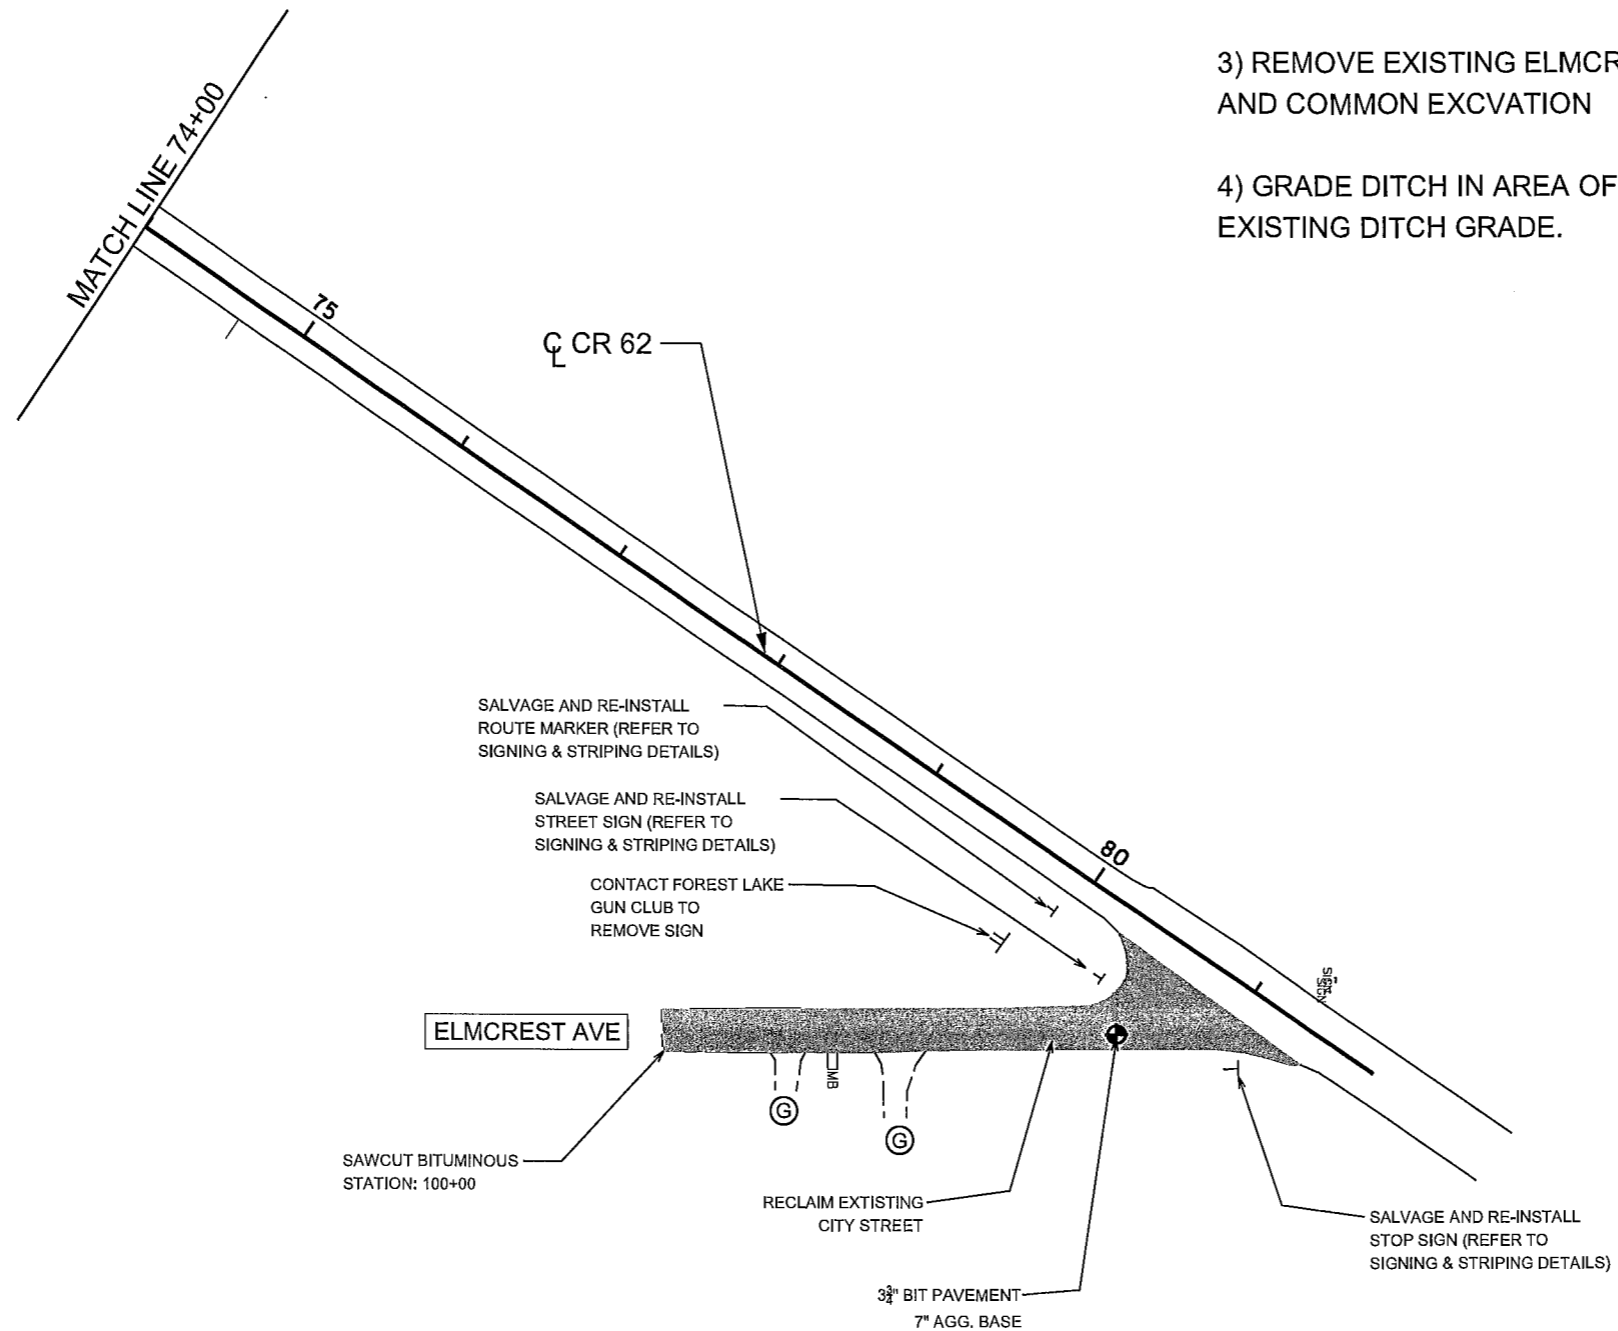 3) REMOVE EXISTING ELMCR
AND COMMON EXCVATION
4) GRADE DITCH IN AREA OF
EXISTING DITCH GRADE.
MATCH LINE 74+00
75
℄ CR 62
SALVAGE AND RE-INSTALL
ROUTE MARKER (REFER TO
SIGNING & STRIPING DETAILS)
SALVAGE AND RE-INSTALL
STREET SIGN (REFER TO
SIGNING & STRIPING DETAILS)
CONTACT FOREST LAKE
GUN CLUB TO
REMOVE SIGN
80
SIGN
ELMCREST AVE
MB
G
G
SAWCUT BITUMINOUS
STATION: 100+00
RECLAIM EXTISTING
CITY STREET
3¾" BIT PAVEMENT
7" AGG. BASE
SALVAGE AND RE-INSTALL
STOP SIGN (REFER TO
SIGNING & STRIPING DETAILS)